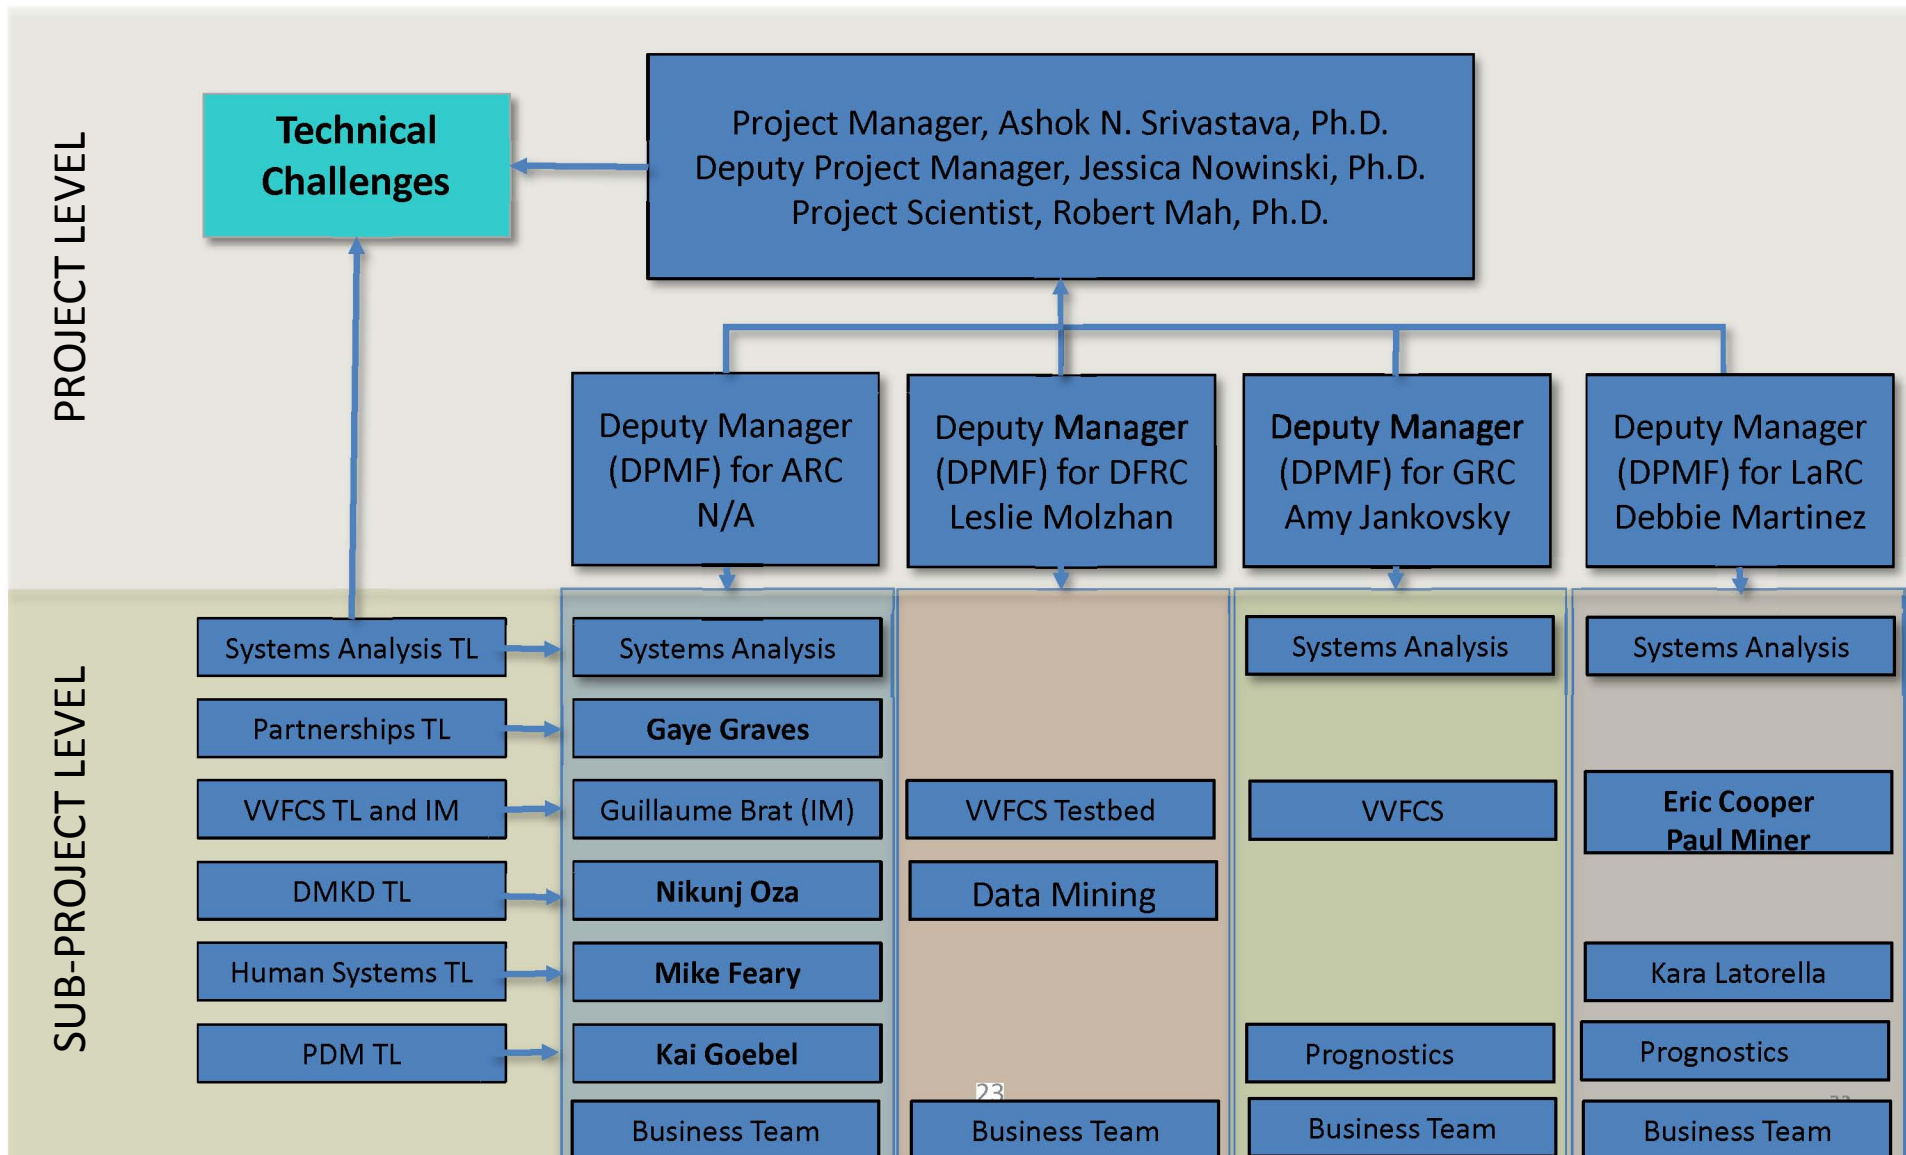 PROJECT LEVEL
Technical
Challenges
Project Manager, Ashok N. Srivastava, Ph.D.
Deputy Project Manager, Jessica Nowinski, Ph.D.
Project Scientist, Robert Mah, Ph.D.
Deputy Manager
(DPMF) for ARC
N/A
Deputy Manager
(DPMF) for DFRC
Leslie Molzhan
Deputy Manager
(DPMF) for GRC
Amy Jankovsky
Deputy Manager
(DPMF) for LaRC
Debbie Martinez
SUB-PROJECT LEVEL
Systems Analysis TL
Systems Analysis
Systems Analysis
Systems Analysis
Partnerships TL
Gaye Graves
VVFCS TL and IM
Guillaume Brat (IM)
VVFCS Testbed
VVFCS
Eric Cooper
Paul Miner
DMKD TL
Nikunj Oza
Data Mining
Human Systems TL
Mike Feary
Kara Latorella
PDM TL
Kai Goebel
Prognostics
Prognostics
23
Business Team
Business Team
Business Team
Business Team